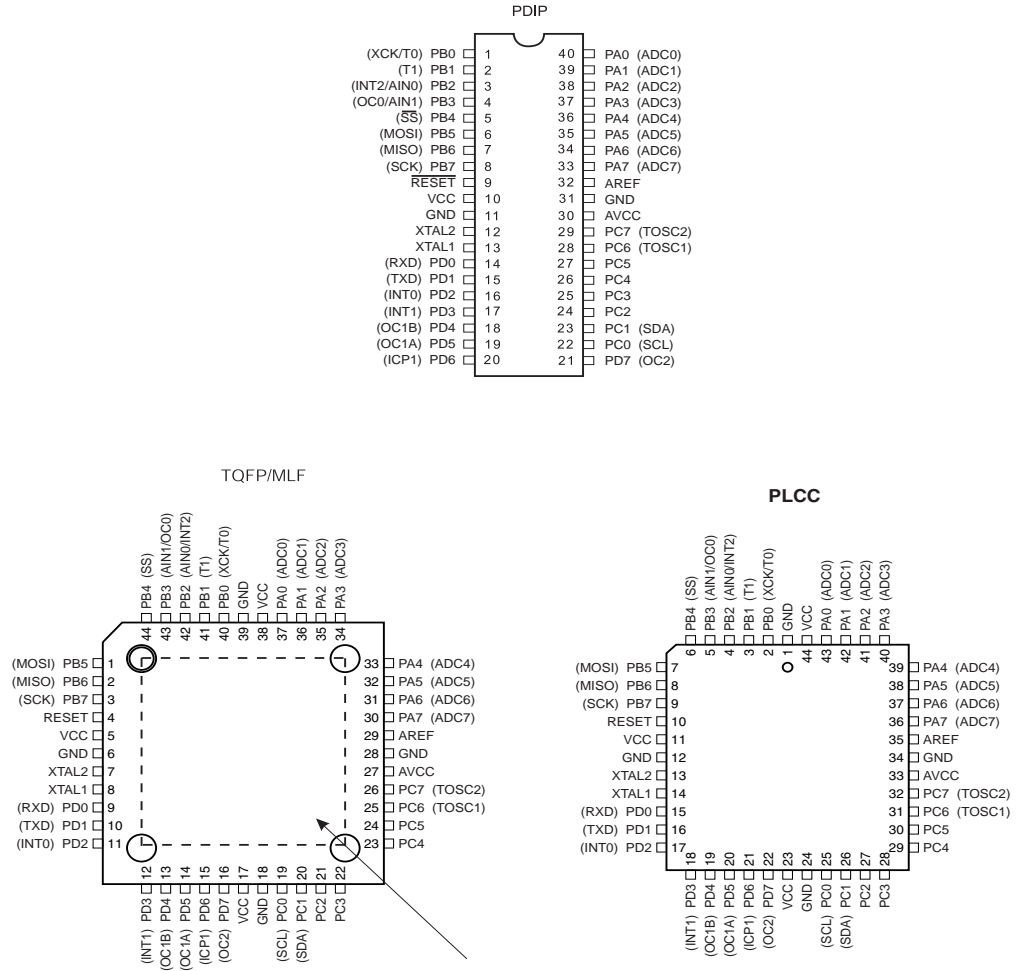 PDIP
(XCK/T0) PB0 1 40 PA0 (ADC0)
(T1) PB1 2 39 PA1 (ADC1)
(INT2/AIN0) PB2 3 38 PA2 (ADC2)
(OC0/AIN1) PB3 4 37 PA3 (ADC3)
(SS) PB4 5 36 PA4 (ADC4)
(MOSI) PB5 6 35 PA5 (ADC5)
(MISO) PB6 7 34 PA6 (ADC6)
(SCK) PB7 8 33 PA7 (ADC7)
RESET 9 32 AREF
VCC 10 31 GND
GND 11 30 AVCC
XTAL2 12 29 PC7 (TOSC2)
XTAL1 13 28 PC6 (TOSC1)
(RXD) PD0 14 27 PC5
(TXD) PD1 15 26 PC4
(INT0) PD2 16 25 PC3
(INT1) PD3 17 24 PC2
(OC1B) PD4 18 23 PC1 (SDA)
(OC1A) PD5 19 22 PC0 (SCL)
(ICP1) PD6 20 21 PD7 (OC2)
TQFP/MLF
PB4 (SS)
PB3 (AIN1/OC0)
PB2 (AIN0/INT2)
PB1 (T1)
PB0 (XCK/T0)
GND
VCC
PA0 (ADC0)
PA1 (ADC1)
PA2 (ADC2)
PA3 (ADC3)
44 43 42 41 40 39 38 37 36 35 34
(MOSI) PB5 1 33 PA4 (ADC4)
(MISO) PB6 2 32 PA5 (ADC5)
(SCK) PB7 3 31 PA6 (ADC6)
RESET 4 30 PA7 (ADC7)
VCC 5 29 AREF
GND 6 28 GND
XTAL2 7 27 AVCC
XTAL1 8 26 PC7 (TOSC2)
(RXD) PD0 9 25 PC6 (TOSC1)
(TXD) PD1 10 24 PC5
(INT0) PD2 11 23 PC4
12 13 14 15 16 17 18 19 20 21 22
(INT1) PD3
(OC1B) PD4
(OC1A) PD5
(ICP1) PD6
(OC2) PD7
VCC
GND
(SCL) PC0
(SDA) PC1
PC2
PC3
PLCC
PB4 (SS)
PB3 (AIN1/OC0)
PB2 (AIN0/INT2)
PB1 (T1)
PB0 (XCK/T0)
GND
VCC
PA0 (ADC0)
PA1 (ADC1)
PA2 (ADC2)
PA3 (ADC3)
6 5 4 3 2 1 44 43 42 41 40
(MOSI) PB5 7 39 PA4 (ADC4)
(MISO) PB6 8 38 PA5 (ADC5)
(SCK) PB7 9 37 PA6 (ADC6)
RESET 10 36 PA7 (ADC7)
VCC 11 35 AREF
GND 12 34 GND
XTAL2 13 33 AVCC
XTAL1 14 32 PC7 (TOSC2)
(RXD) PD0 15 31 PC6 (TOSC1)
(TXD) PD1 16 30 PC5
(INT0) PD2 17 29 PC4
18 19 20 21 22 23 24 25 26 27 28
(INT1) PD3
(OC1B) PD4
(OC1A) PD5
(ICP1) PD6
(OC2) PD7
VCC
GND
(SCL) PC0
(SDA) PC1
PC2
PC3